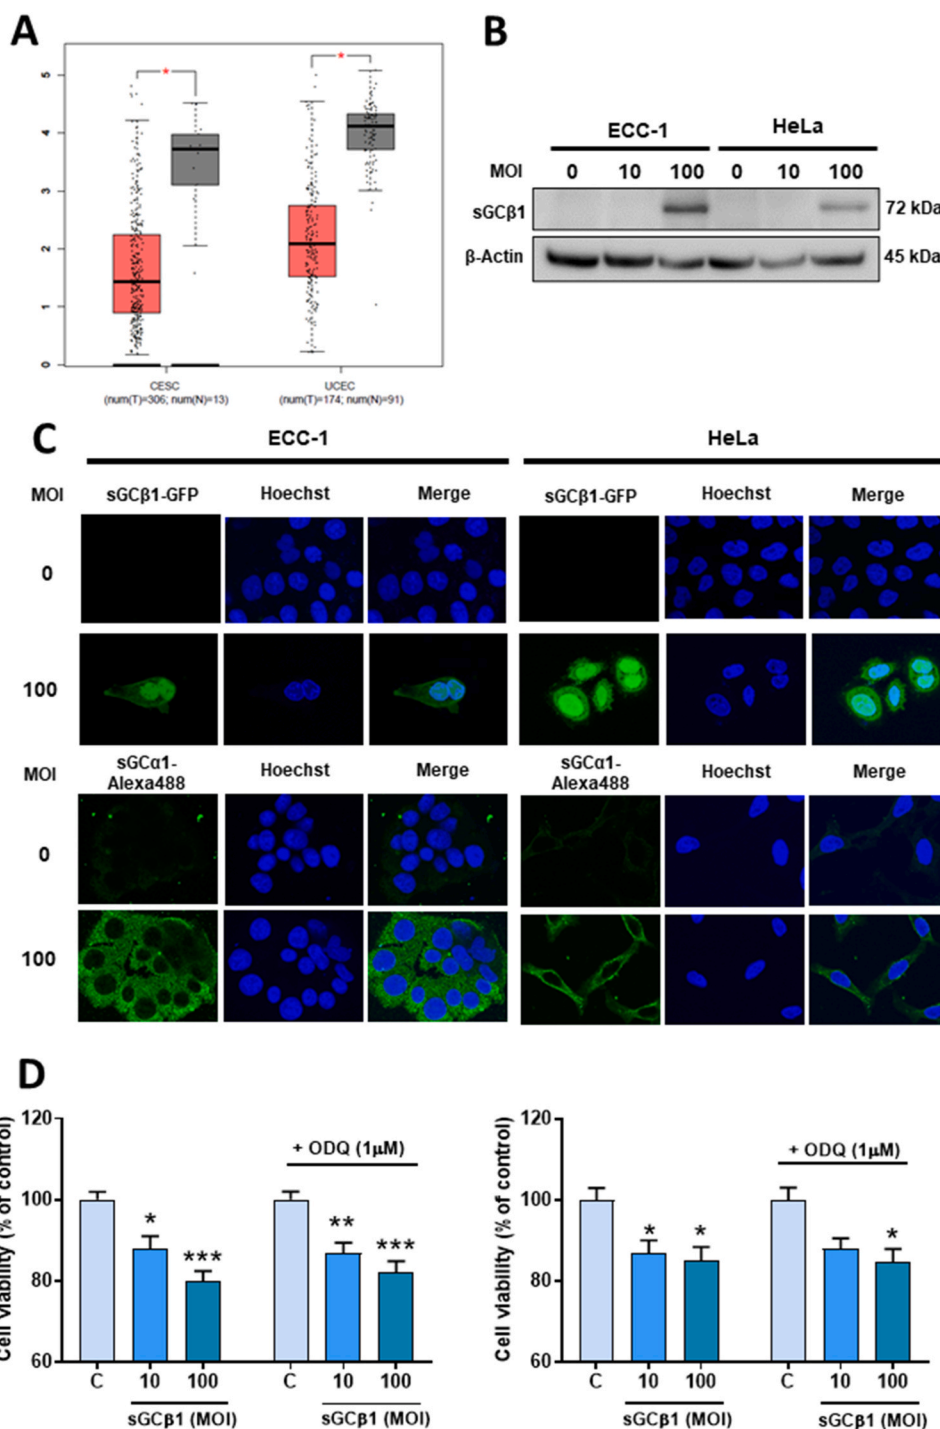 A
*
*
5
4
3
2
1
0
CESC
(num(T)=306; num(N)=13)
UCEC
(num(T)=174; num(N)=91)
B
ECC-1
HeLa
MOI
0
10
100
0
10
100
sGCβ1
72 kDa
β-Actin
45 kDa
C
ECC-1
HeLa
MOI
sGCβ1-GFP
Hoechst
Merge
sGCβ1-GFP
Hoechst
Merge
0
100
MOI
sGCα1-
Alexa488
Hoechst
Merge
sGCα1-
Alexa488
Hoechst
Merge
0
100
D
Cell viability (% of control)
120
100
80
60
+ ODQ (1μM)
*
***
**
***
C
10
100
C
10
100
sGCβ1 (MOI)
sGCβ1 (MOI)
Cell viability (% of control)
120
100
80
60
+ ODQ (1μM)
*
*
*
C
10
100
C
10
100
sGCβ1 (MOI)
sGCβ1 (MOI)